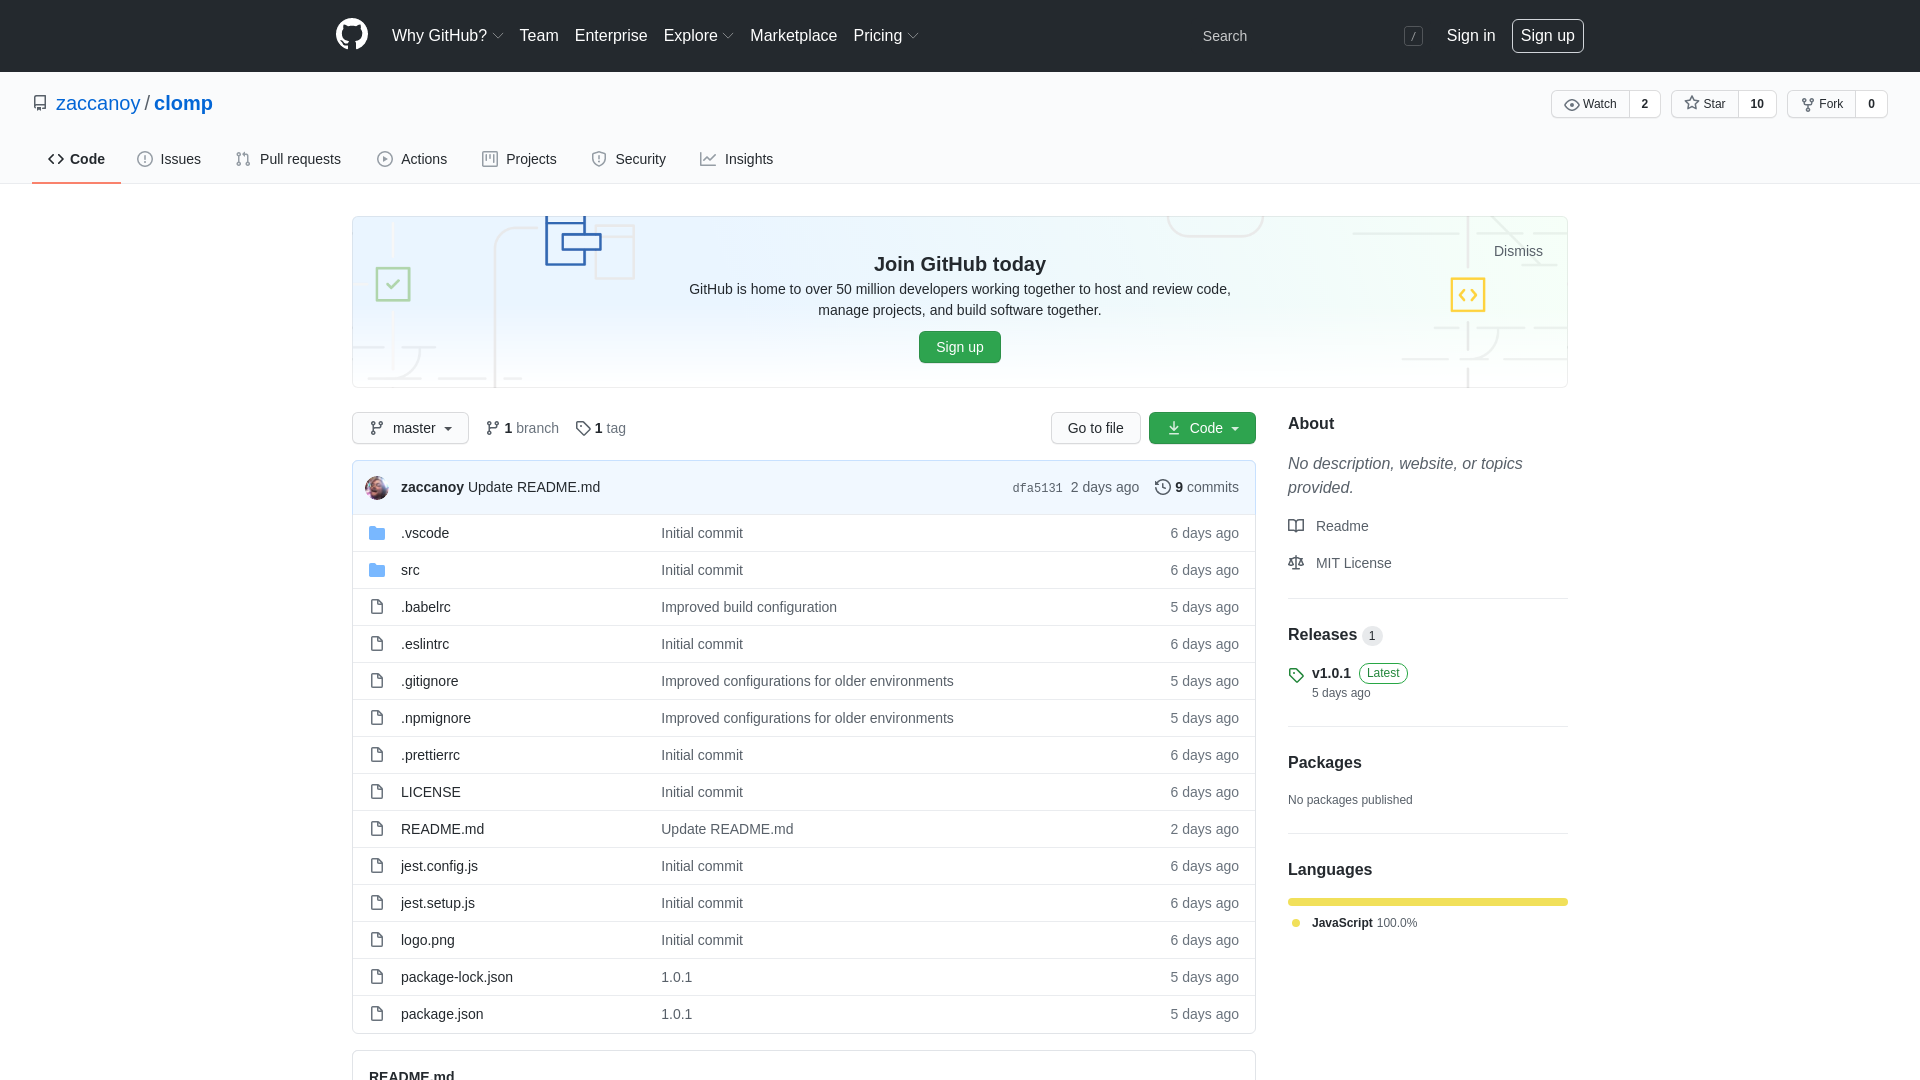 Why GitHub? Team Enterprise Explore Marketplace Pricing Search / Sign in Sign up
zaccanoy / clomp Watch 2 Star 10 Fork 0
Code Issues Pull requests Actions Projects Security Insights
Dismiss
Join GitHub today
GitHub is home to over 50 million developers working together to host and review code,
manage projects, and build software together.
Sign up
master 1 branch 1 tag Go to file Code
zaccanoy Update README.md dfa5131 2 days ago 9 commits
.vscode Initial commit 6 days ago
src Initial commit 6 days ago
.babelrc Improved build configuration 5 days ago
.eslintrc Initial commit 6 days ago
.gitignore Improved configurations for older environments 5 days ago
.npmignore Improved configurations for older environments 5 days ago
.prettierrc Initial commit 6 days ago
LICENSE Initial commit 6 days ago
README.md Update README.md 2 days ago
jest.config.js Initial commit 6 days ago
jest.setup.js Initial commit 6 days ago
logo.png Initial commit 6 days ago
package-lock.json 1.0.1 5 days ago
package.json 1.0.1 5 days ago
README.md
About
No description, website, or topics
provided.
Readme
MIT License
Releases 1
v1.0.1 Latest
5 days ago
Packages
No packages published
Languages
JavaScript 100.0%